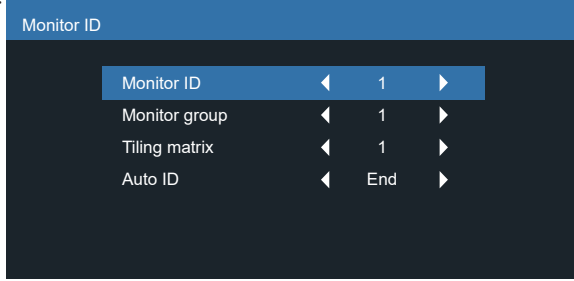 Monitor ID
Monitor ID 1
Monitor group 1
Tiling matrix 1
Auto ID End